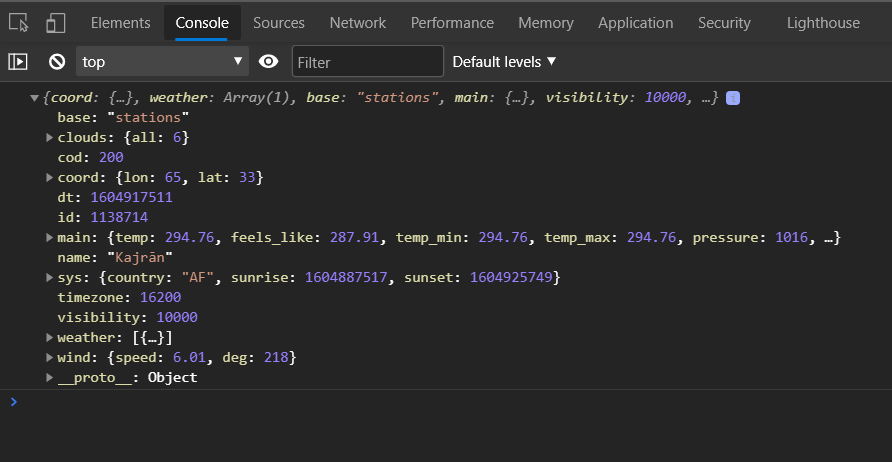 Elements Console Sources Network Performance Memory Application Security Lighthouse
top Filter Default levels
{coord: {…}, weather: Array(1), base: "stations", main: {…}, visibility: 10000, …} i
base: "stations"
clouds: {all: 6}
cod: 200
coord: {lon: 65, lat: 33}
dt: 1604917511
id: 1138714
main: {temp: 294.76, feels_like: 287.91, temp_min: 294.76, temp_max: 294.76, pressure: 1016, …}
name: "Kajrān"
sys: {country: "AF", sunrise: 1604887517, sunset: 1604925749}
timezone: 16200
visibility: 10000
weather: [{…}]
wind: {speed: 6.01, deg: 218}
__proto__: Object